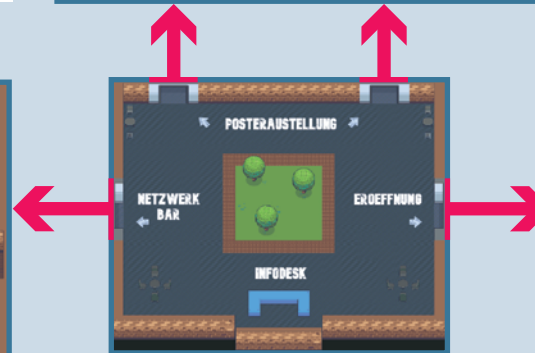 POSTERAUSTELLUNG
NETZWERK
BAR
EROEFFNUNG
INFODESK